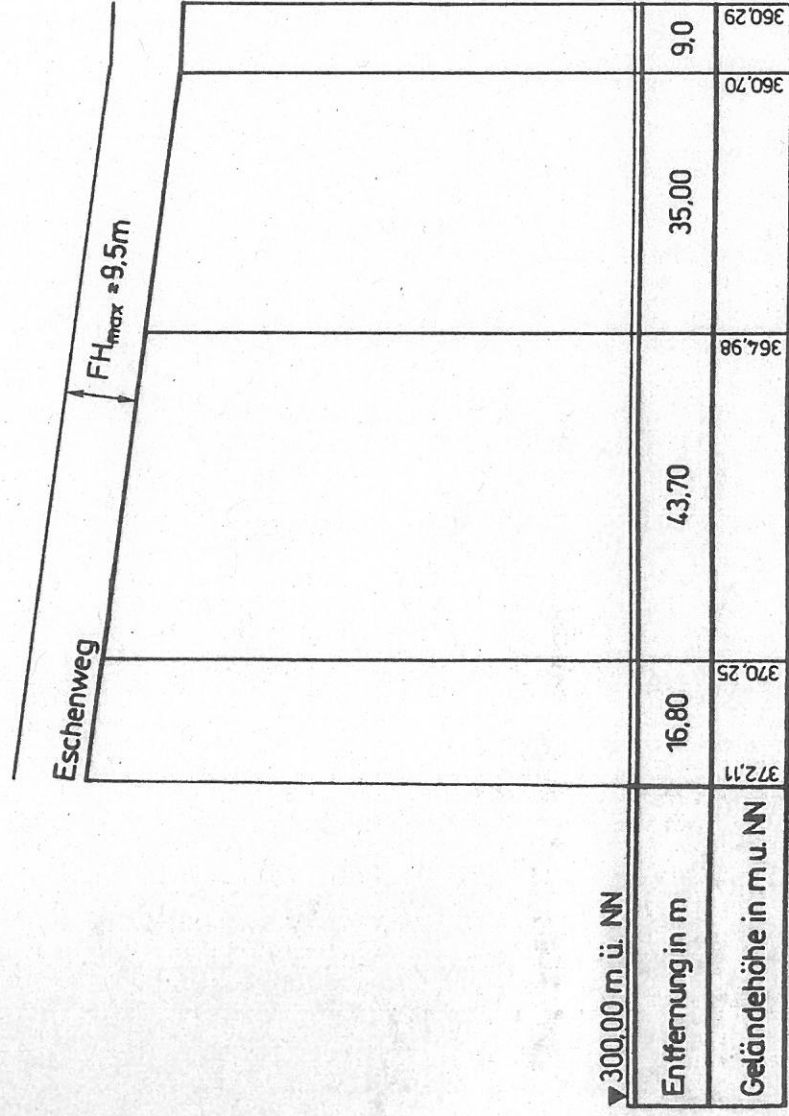 Eschenweg
FHmax = 9,5m
▼300,00 m ü. NN
Entfernung in m 16,80 43,70 35,00 9,0
Geländehöhe in m u. NN 372,11 370,25 364,98 360,70 360,29